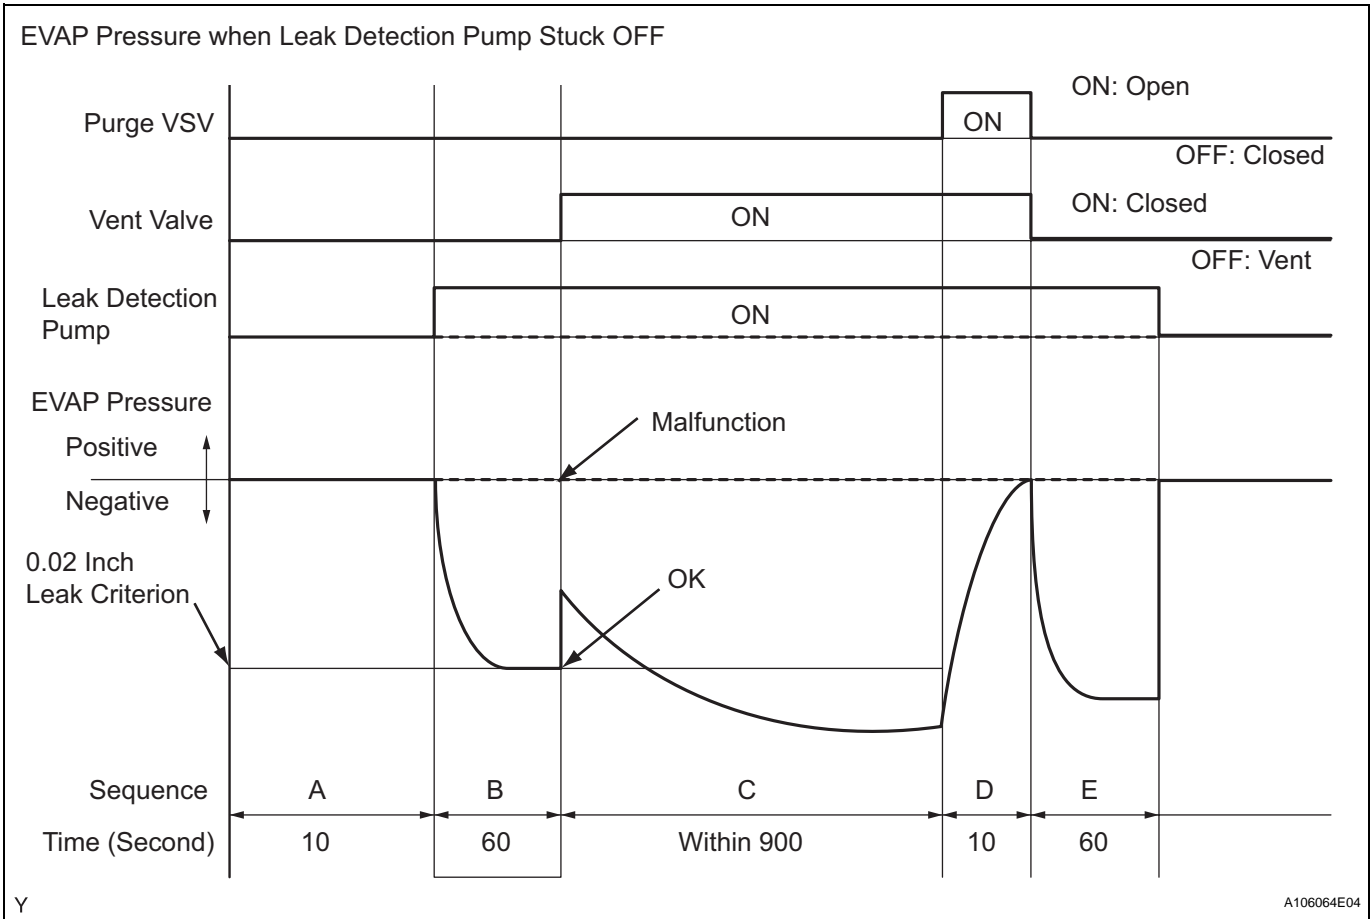 EVAP Pressure when Leak Detection Pump Stuck OFF
ON: Open
Purge VSV
ON
OFF: Closed
Vent Valve
ON
ON: Closed
OFF: Vent
Leak Detection
Pump
ON
EVAP Pressure
Positive
Malfunction
Negative
0.02 Inch
Leak Criterion
OK
Sequence A B C D E
Time (Second) 10 60 Within 900 10 60
Y
A106064E04